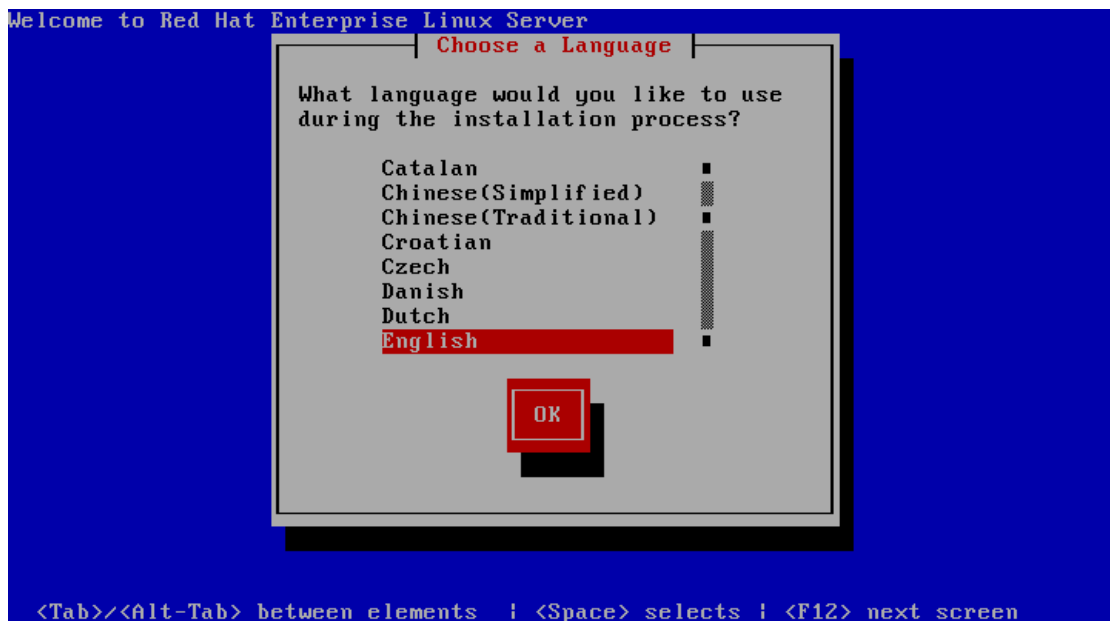 Welcome to Red Hat Enterprise Linux Server
Choose a Language
What language would you like to use
during the installation process?
Catalan
Chinese(Simplified)
Chinese(Traditional)
Croatian
Czech
Danish
Dutch
English
OK
<Tab>/<Alt-Tab> between elements | <Space> selects | <F12> next screen